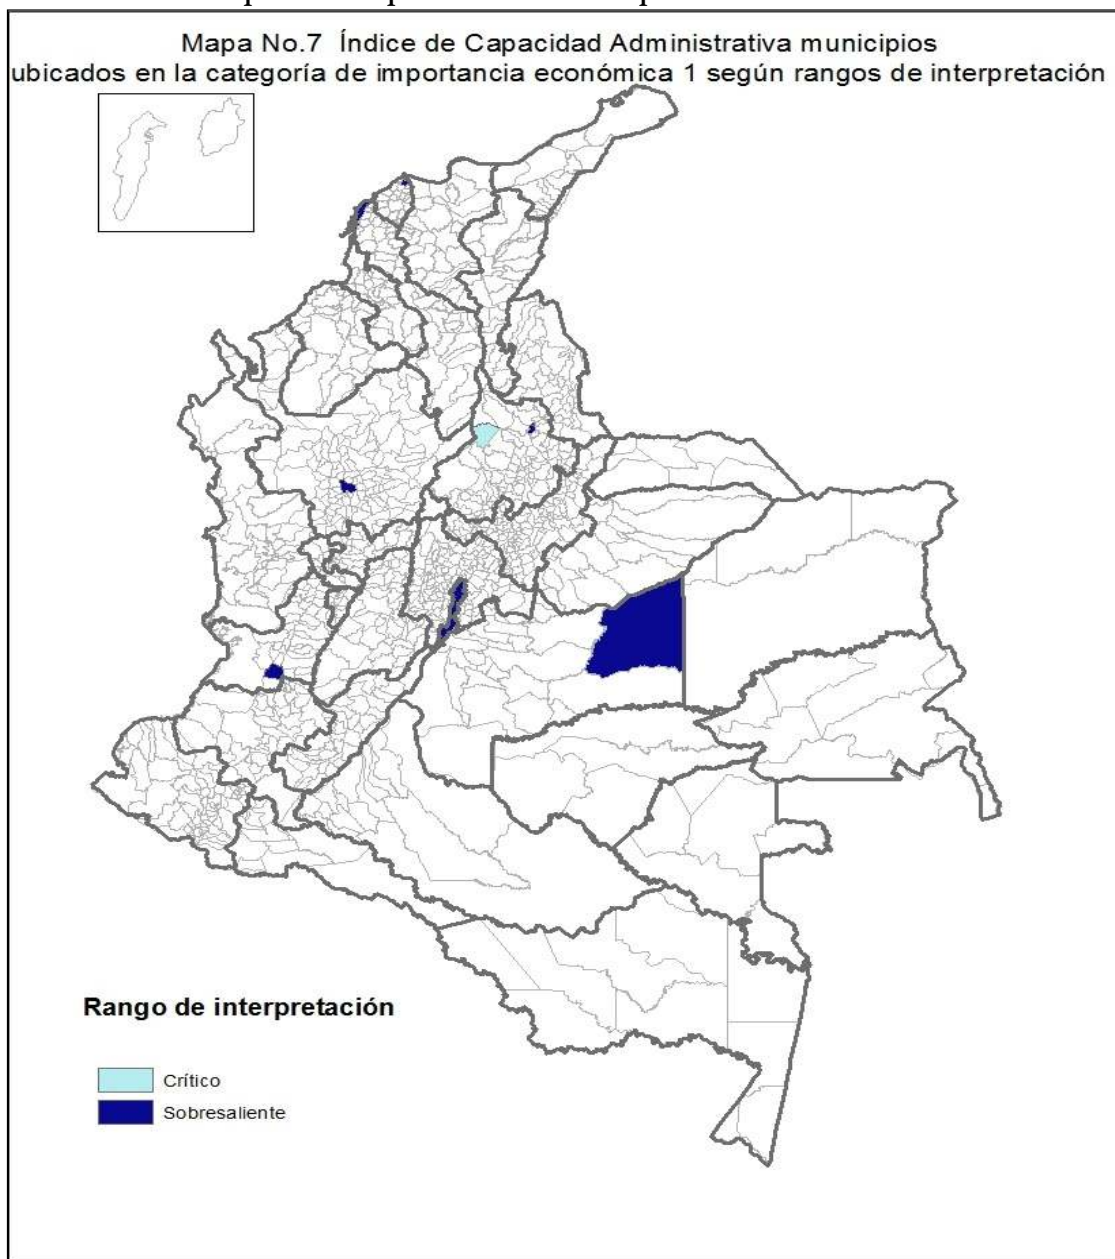 Mapa No.7 Índice de Capacidad Administrativa municipios
ubicados en la categoría de importancia económica 1 según rangos de interpretación
Rango de interpretación
Crítico
Sobresaliente